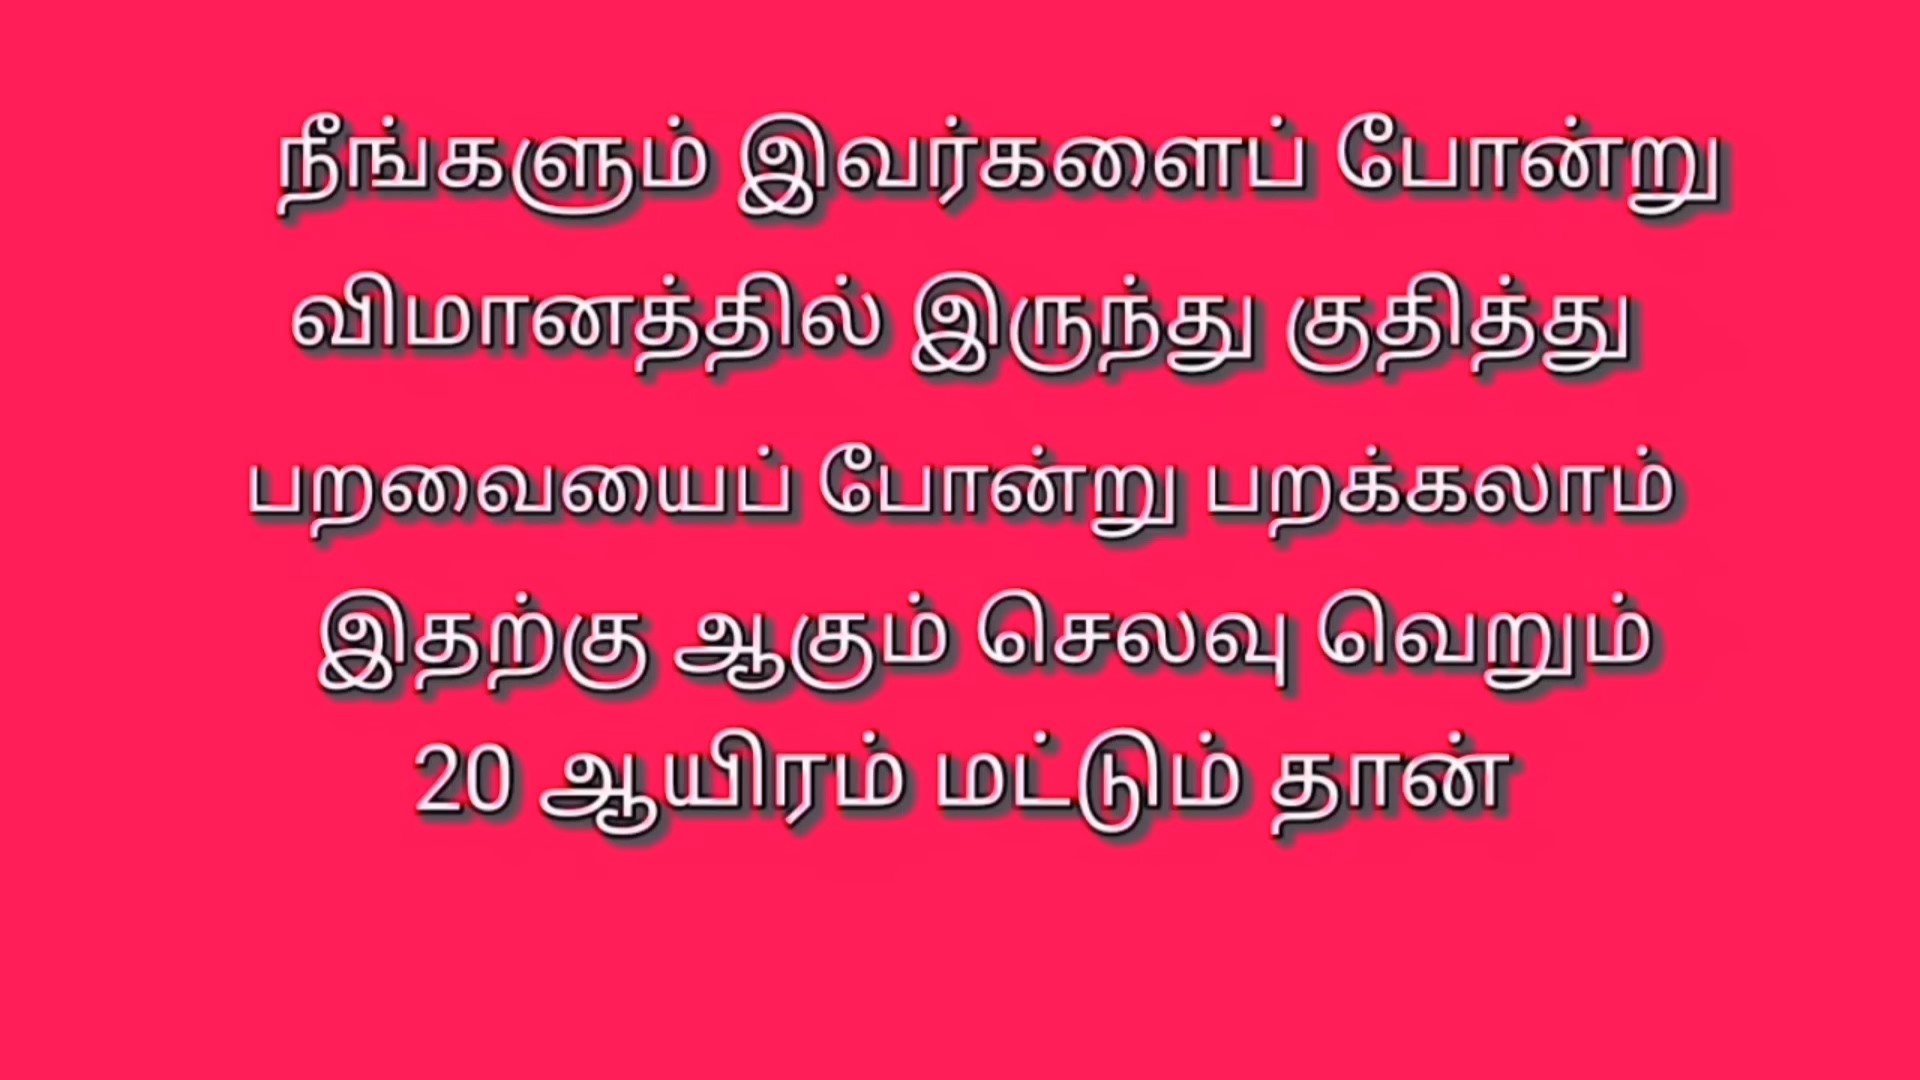 நீங்களும் இவர்களைப் போன்று
விமானத்தில் இருந்து குதித்து
பறவையைப் போன்று பறக்கலாம்
இதற்கு ஆகும் செலவு வெறும்
20 ஆயிரம் மட்டும் தான்